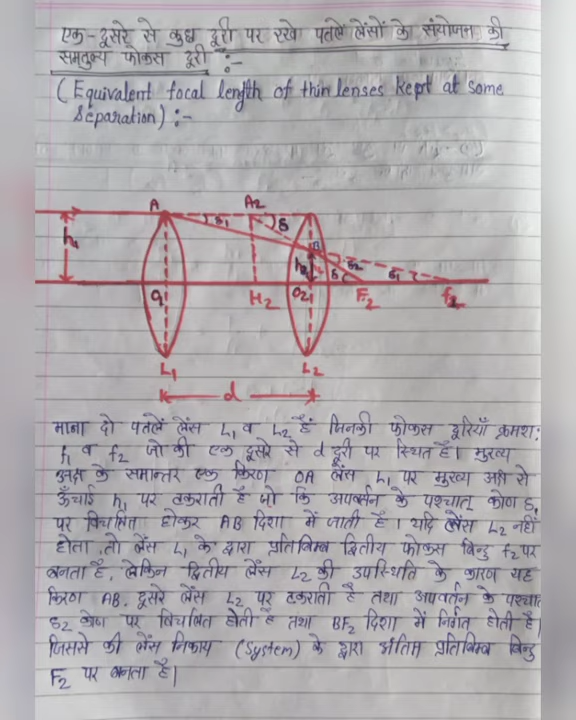 एक-दूसरे से कुछ दूरी पर रखे पतले लेंसों के संयोजन की
समतुल्य फोकस दूरी :-
(Equivalent focal length of thin lenses kept at some
Separation) :-
A A2
δ1 δ
h1 B δ2
h2 δ δ1
O1 H2 O2 F2 f2
L1 L2
d
माना दो पतले लेंस L1 व L2 हैं जिनकी फोकस दूरियाँ क्रमश:
f1 व f2 जो की एक दूसरे से d दूरी पर स्थित है। मुख्य
अक्ष के समान्तर एक किरण OA लेंस L1 पर मुख्य अक्ष से
ऊँचाई h1 पर टकराती है जो कि अपवर्सन के पश्चात् कोण δ1
पर विचलित होकर AB दिशा में जाती है। यदि लेंस L2 नहीं
होता तो लेंस L1 के द्वारा प्रतिबिम्ब द्वितीय फोकस बिन्दु f2 पर
बनता है, लेकिन द्वितीय लेंस L2 की उपस्थिति के कारण यह
किरण AB, दूसरे लेंस L2 पर टकराती है तथा अपवर्तन के पश्चात
δ2 कोण पर विचलित होती है तथा BF2 दिशा में निर्गत होती है।
जिससे की लेंस निकाय (System) के द्वारा अंतिम प्रतिबिम्ब बिन्दु
F2 पर बनता है।